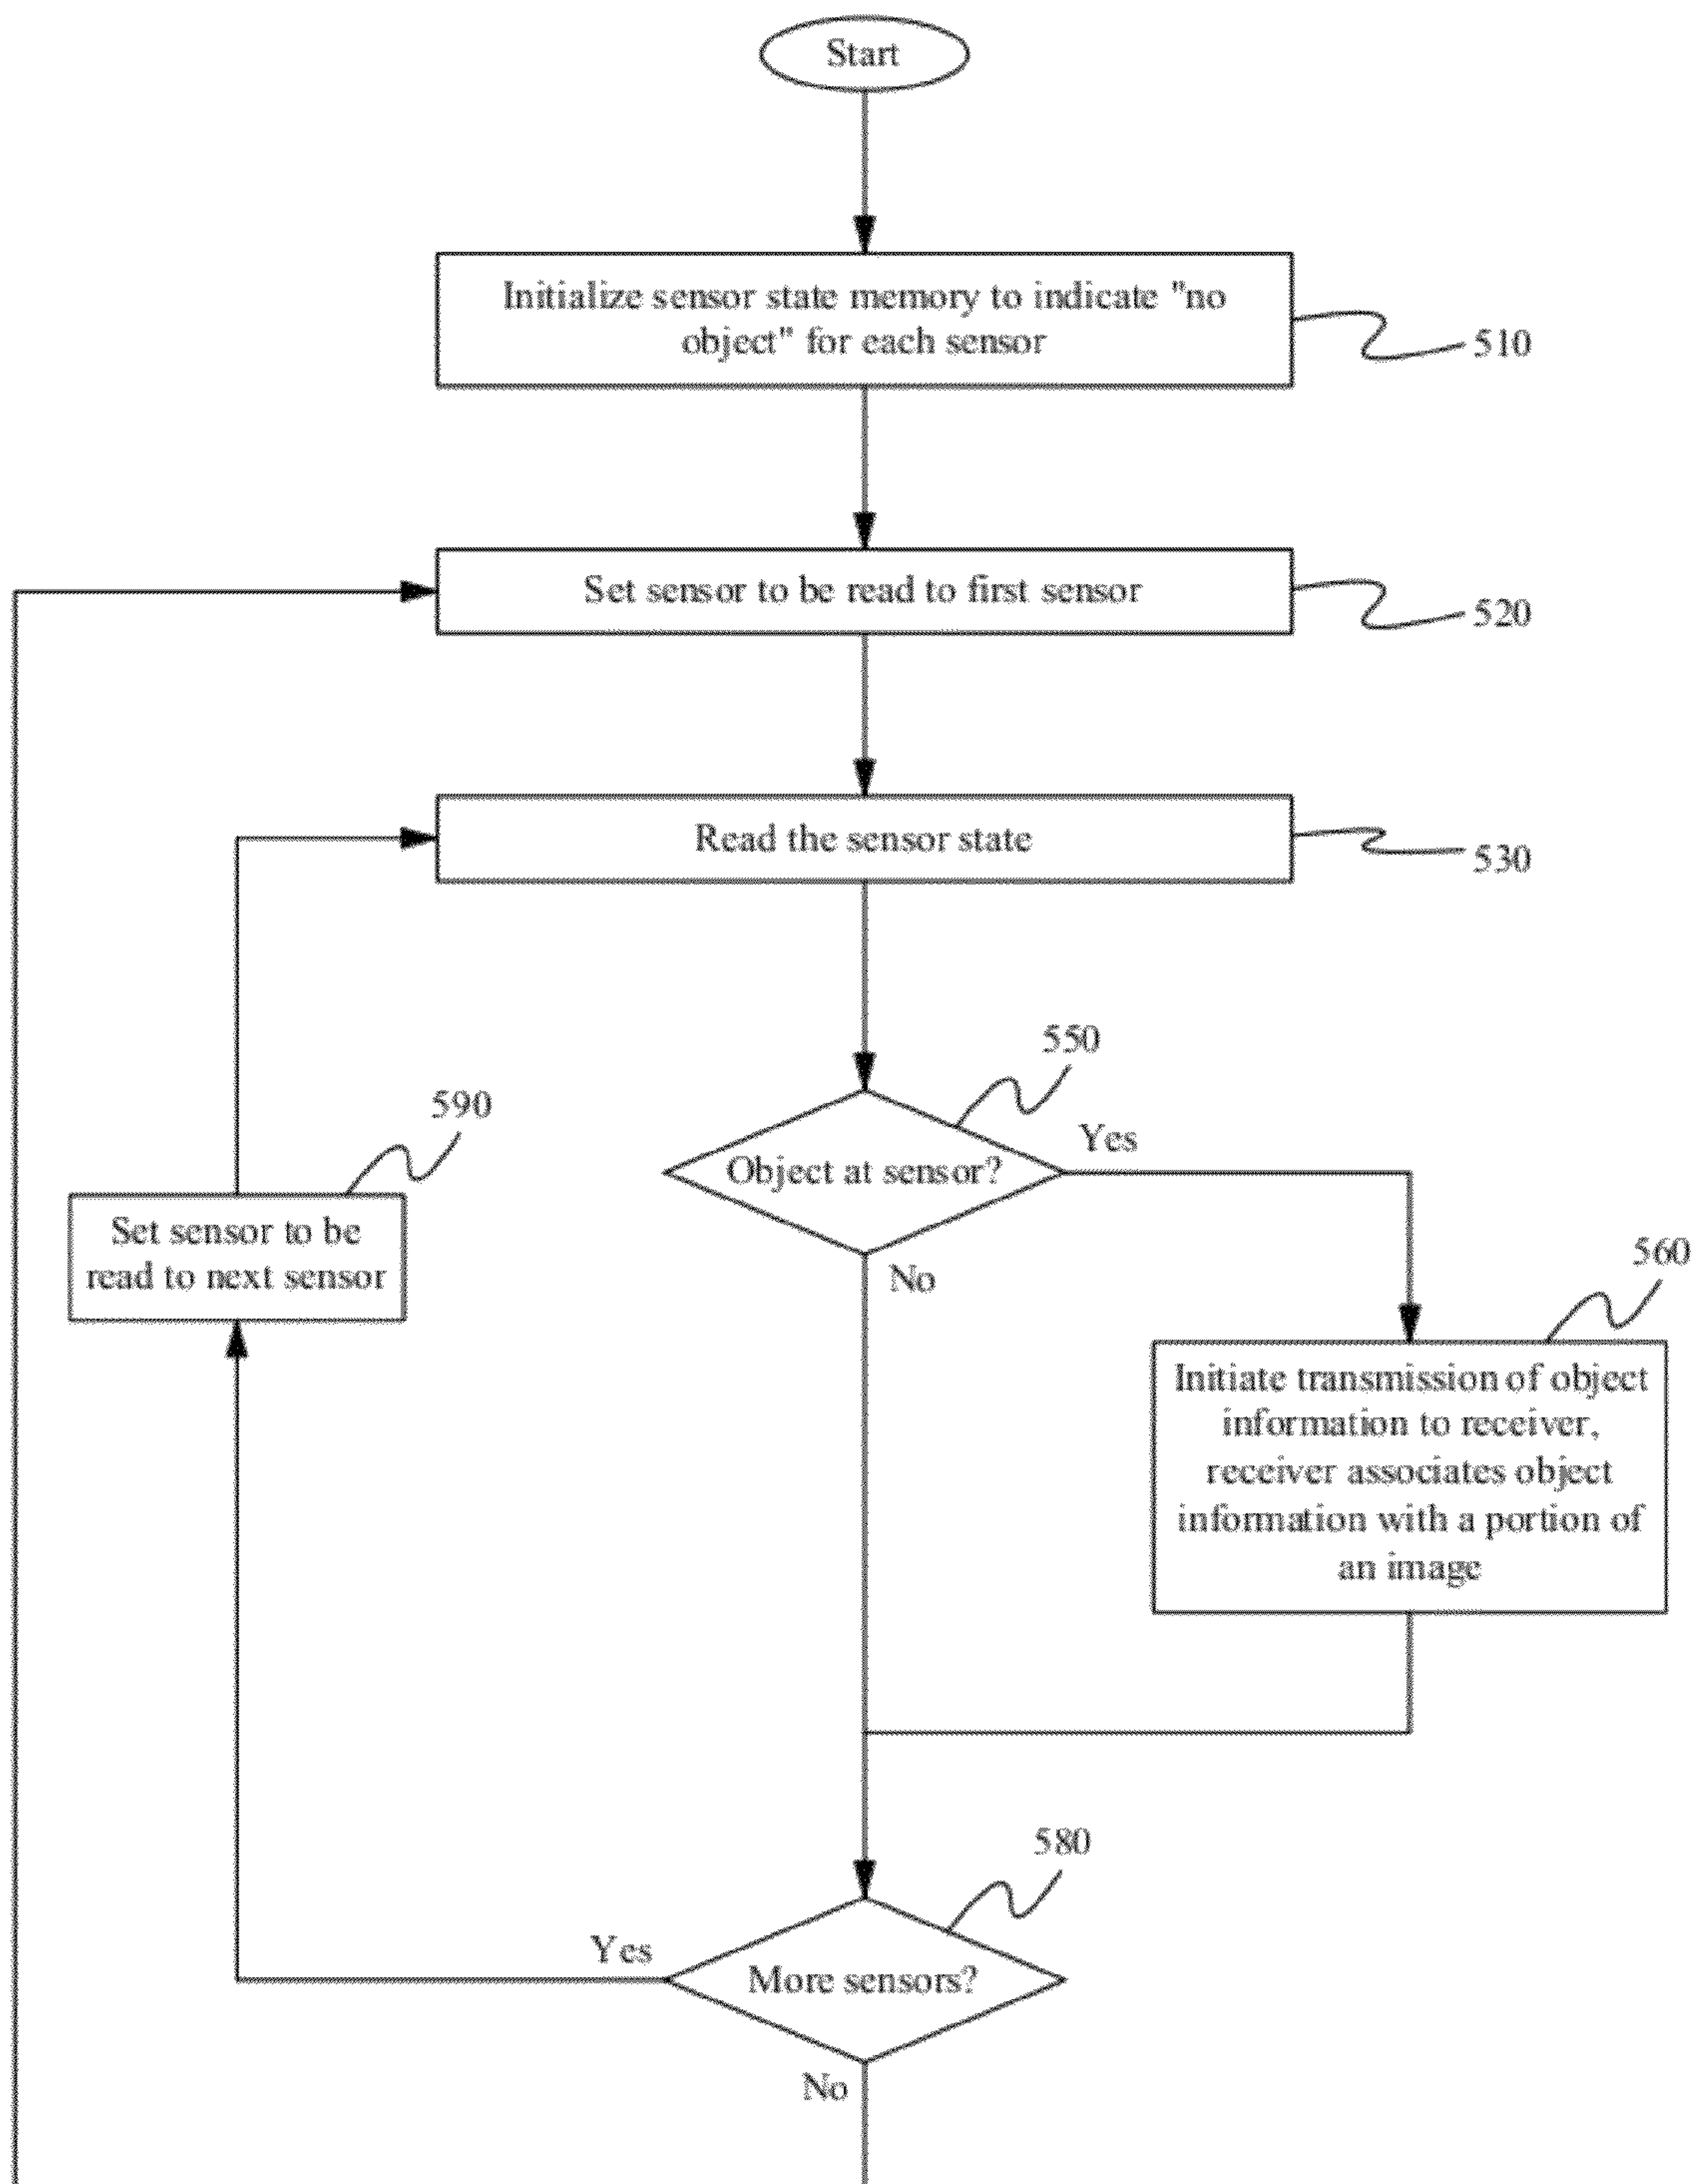 Start
Initialize sensor state memory to indicate "no
object" for each sensor
510
Set sensor to be read to first sensor
520
Read the sensor state
530
550
Object at sensor?
Yes
No
590
Set sensor to be
read to next sensor
560
Initiate transmission of object
information to receiver,
receiver associates object
information with a portion of
an image
580
More sensors?
Yes
No